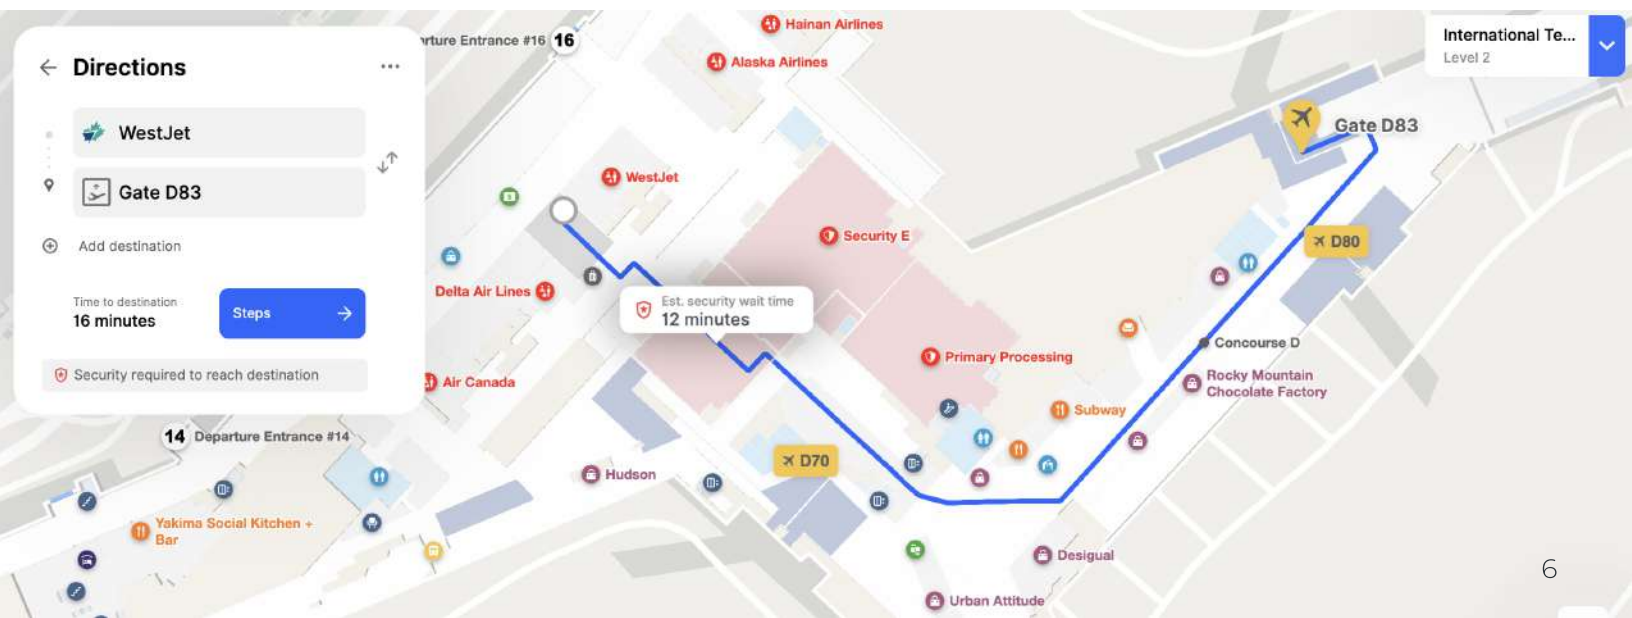 Directions
WestJet
Gate D83
Add destination
Time to destination
16 minutes
Steps
Security required to reach destination
International Te...
Level 2
Entrance #16
16
Hainan Airlines
Alaska Airlines
WestJet
Security E
Delta Air Lines
Est. security wait time
12 minutes
Primary Processing
Air Canada
Gate D83
D80
Concourse D
Rocky Mountain
Chocolate Factory
Subway
14
Departure Entrance #14
D70
Hudson
Yakima Social Kitchen +
Bar
Desigual
Urban Attitude
6